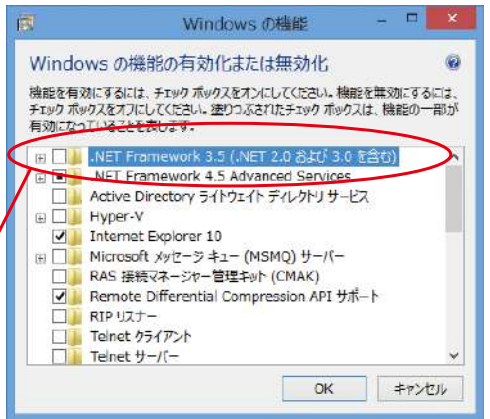 Windows の機能
Windows の機能の有効化または無効化
機能を有効にするには、チェック ボックスをオンにしてください。機能を無効にするには、
チェック ボックスをオフにしてください。塗りつぶされたチェック ボックスは、機能の一部が
有効になっていることを表します。
.NET Framework 3.5 (.NET 2.0 および 3.0 を含む)
.NET Framework 4.5 Advanced Services
Active Directory ライトウェイト ディレクトリ サービス
Hyper-V
Internet Explorer 10
Microsoft メッセージ キュー (MSMQ) サーバー
RAS 接続マネージャー管理キット (CMAK)
Remote Differential Compression API サポート
RIP リスナー
Telnet クライアント
Telnet サーバー
OK
キャンセル